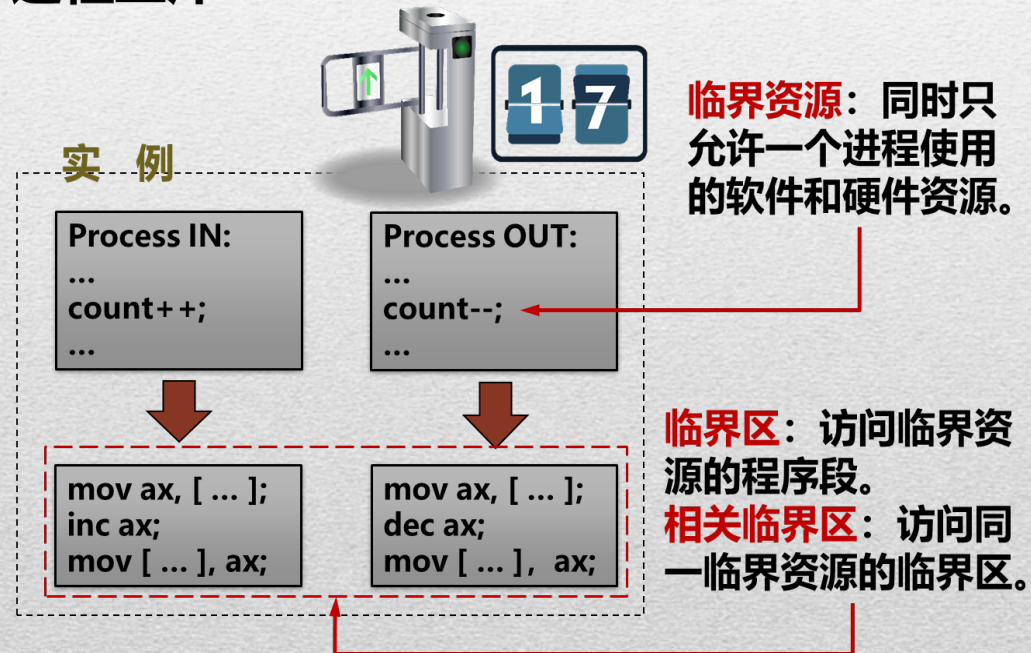 1 7
临界资源：同时只
允许一个进程使用
的软件和硬件资源。
实 例
Process IN:
...
count++;
...
Process OUT:
...
count--;
...
mov ax, [ ... ];
inc ax;
mov [ ... ], ax;
mov ax, [ ... ];
dec ax;
mov [ ... ], ax;
临界区：访问临界资
源的程序段。
相关临界区：访问同
一临界资源的临界区。